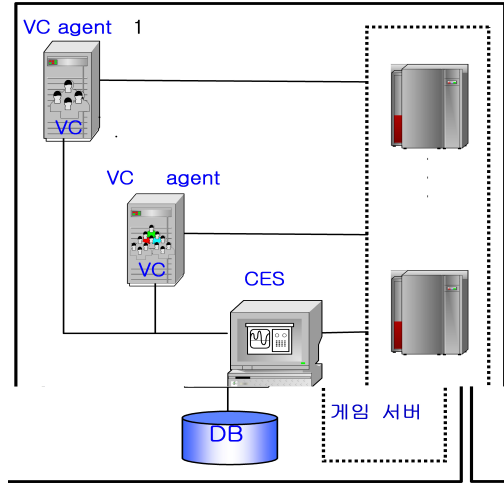 VC agent 1
VC
VC agent
VC
CES
게임 서버
DB